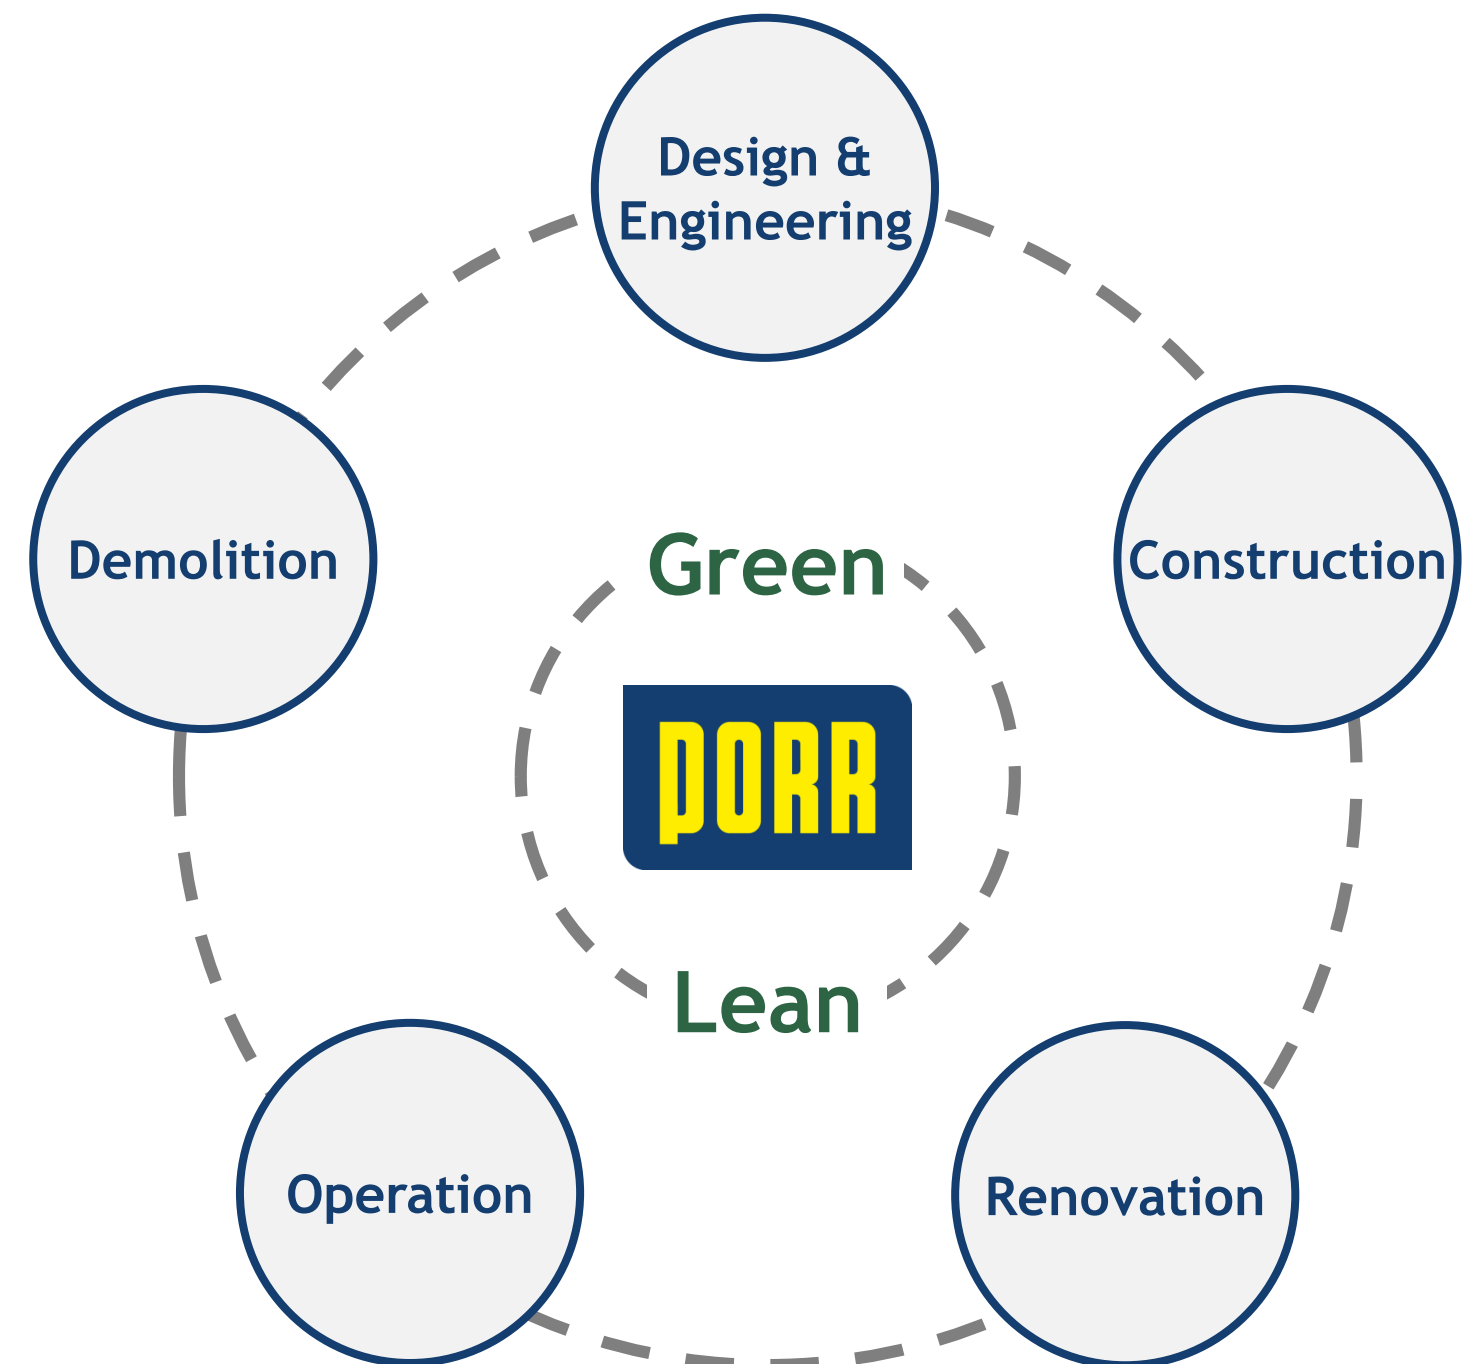 Design &
Engineering
Demolition
Construction
Green
PORR
Lean
Operation
Renovation